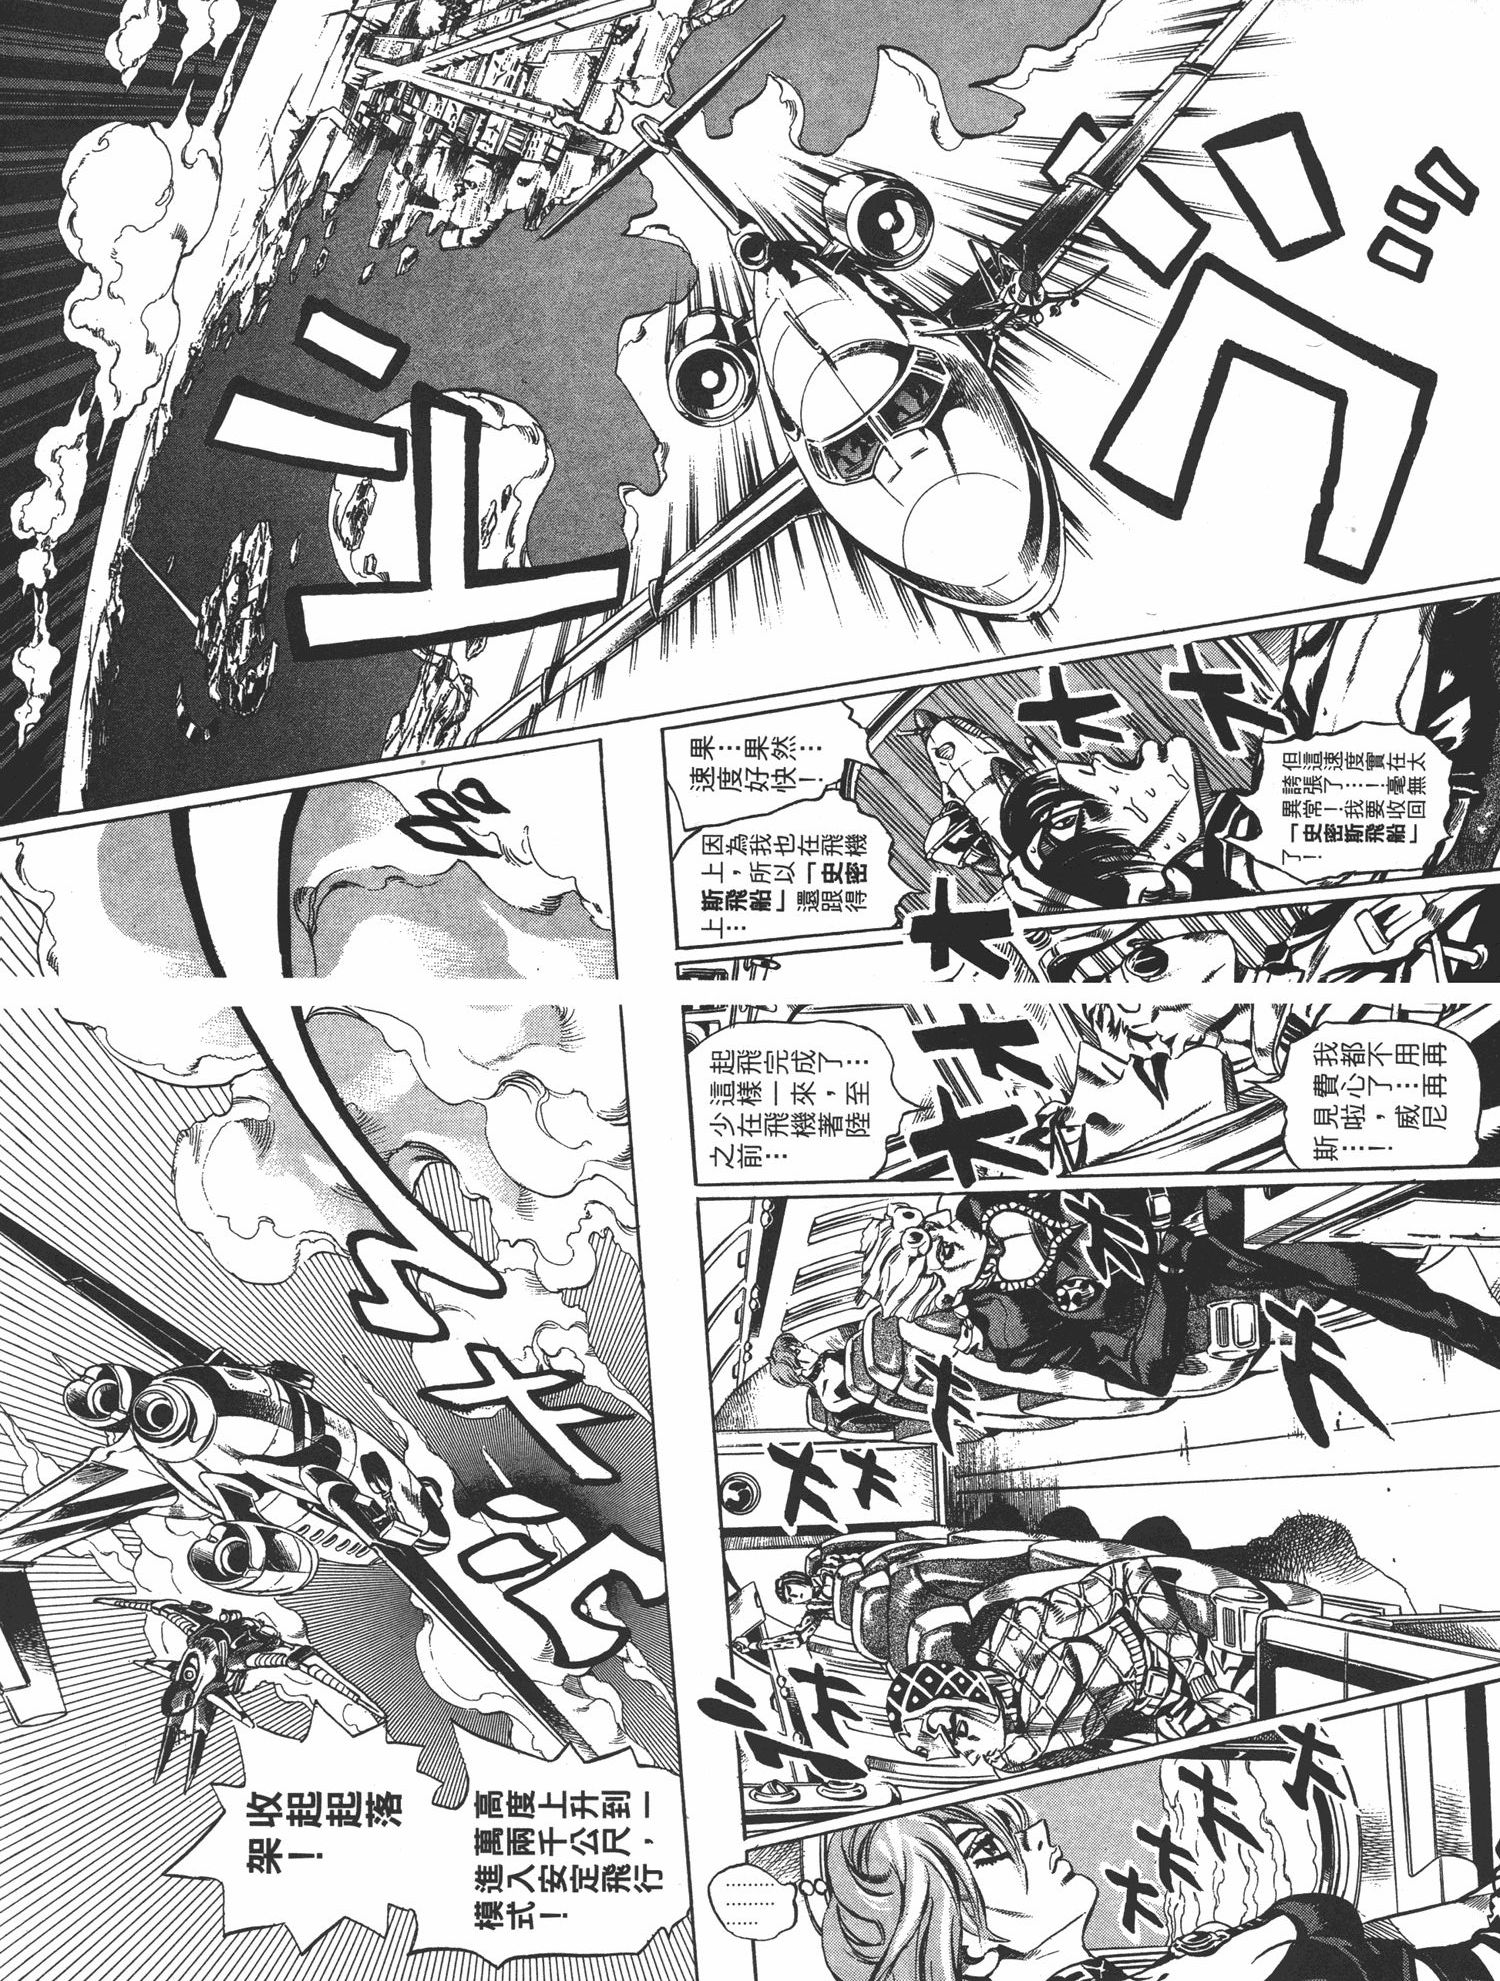 收起起落
架！
高度上升到一
萬兩千公尺，
進入安定飛行
模式！
果…果然…
速度好快！
因為我也在飛機
上，所以「史密
斯飛船」還跟得
上…
但這速度實在太
誇張了…！毫無
異常！我要收回
「史密斯飛船」
了！
起飛完成了…
這樣一來，至
少在飛機著陸
之前…
我都不用再
費心了…再
見啦，威尼
斯…！
………
………
……